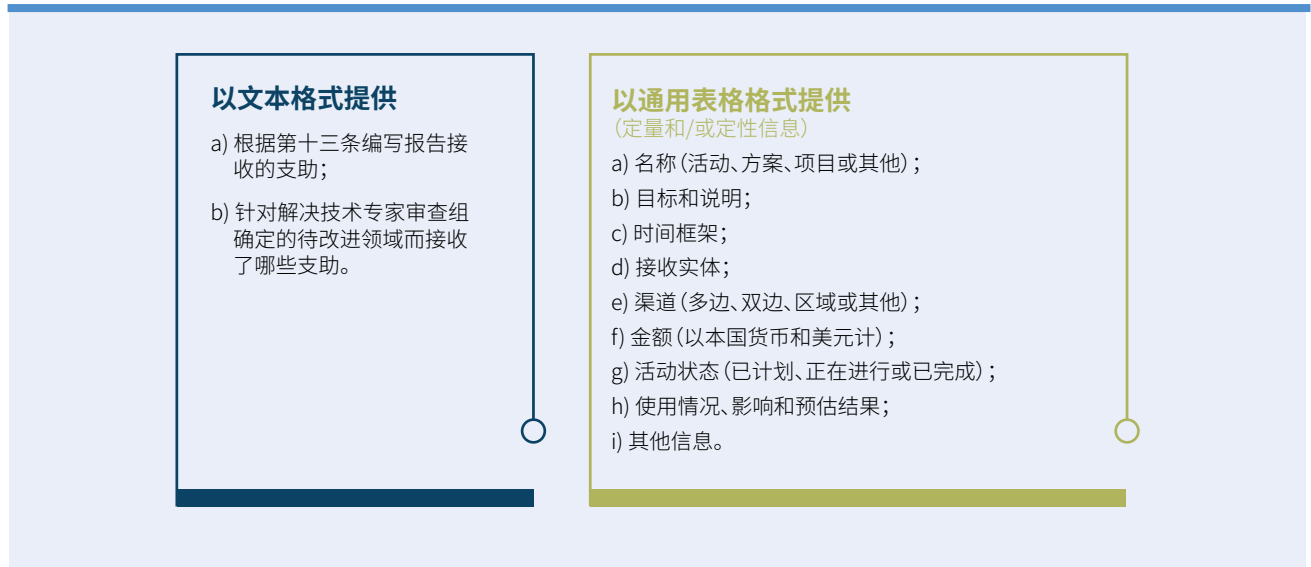 以文本格式提供
a) 根据第十三条编写报告接
收的支助；
b) 针对解决技术专家审查组
确定的待改进领域而接收
了哪些支助。
以通用表格格式提供
（定量和/或定性信息）
a) 名称（活动、方案、项目或其他）；
b) 目标和说明；
c) 时间框架；
d) 接收实体；
e) 渠道（多边、双边、区域或其他）；
f) 金额（以本国货币和美元计）；
g) 活动状态（已计划、正在进行或已完成）；
h) 使用情况、影响和预估结果；
i) 其他信息。